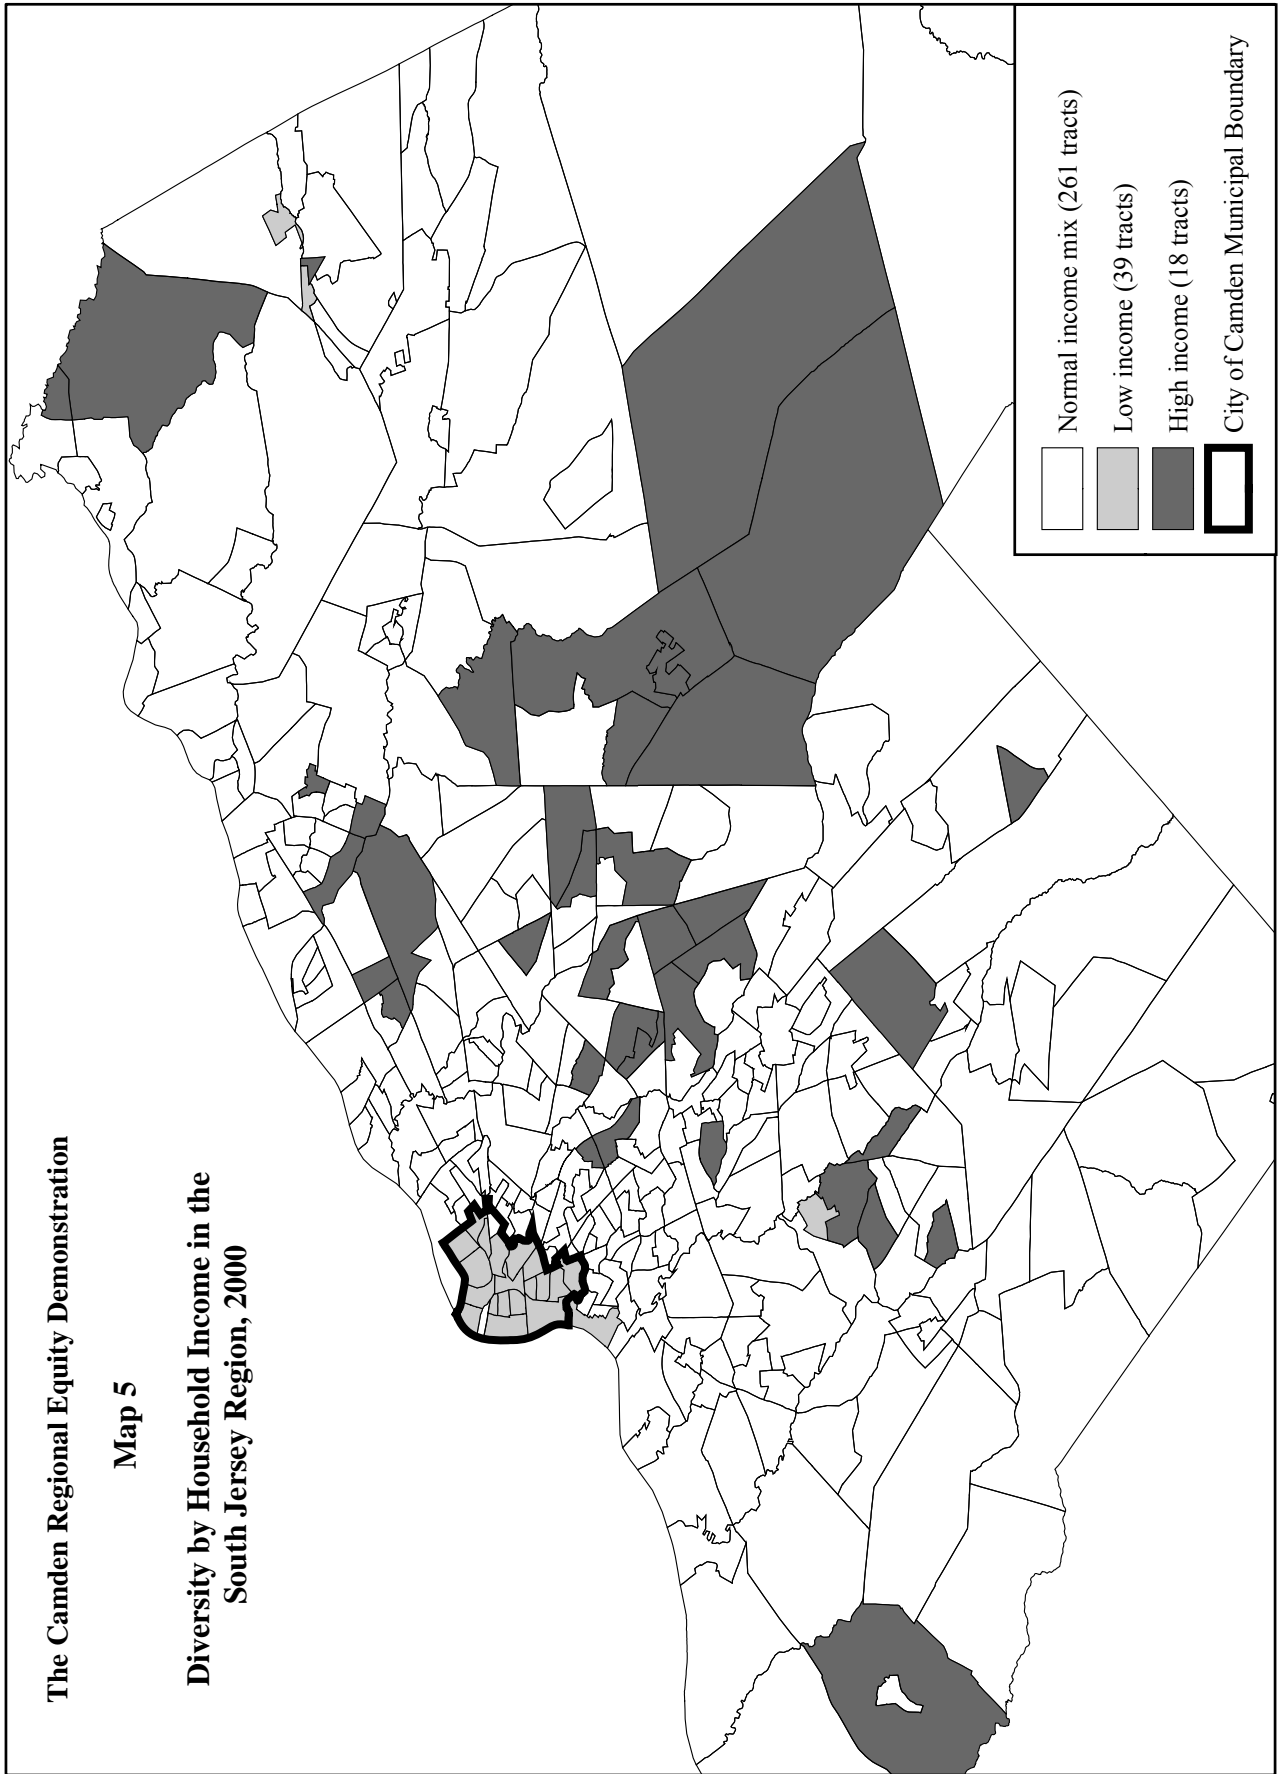 The Camden Regional Equity Demonstration
Map 5
Diversity by Household Income in the
South Jersey Region, 2000
Normal income mix (261 tracts)
Low income (39 tracts)
High income (18 tracts)
City of Camden Municipal Boundary